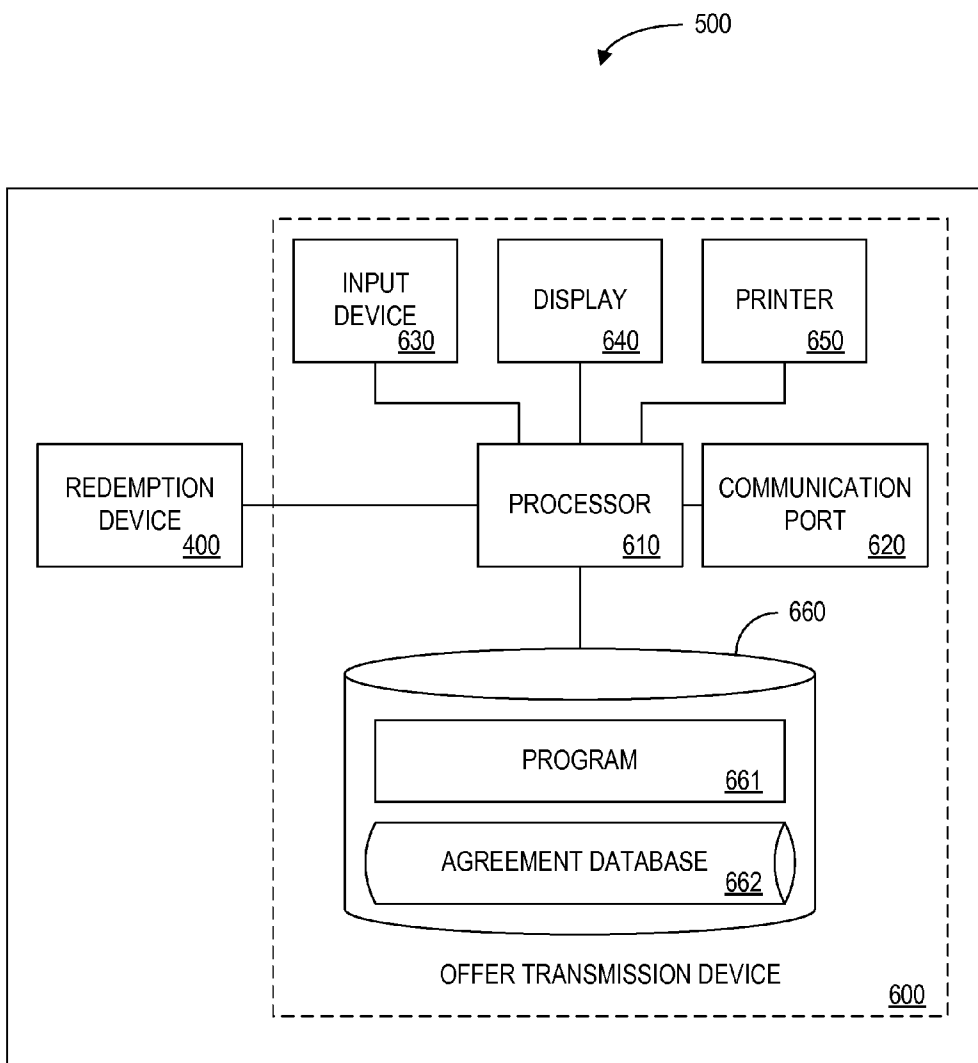 500
INPUT
DEVICE
630
DISPLAY
640
PRINTER
650
REDEMPTION
DEVICE
400
PROCESSOR
610
COMMUNICATION
PORT
620
660
PROGRAM
661
AGREEMENT DATABASE
662
OFFER TRANSMISSION DEVICE
600